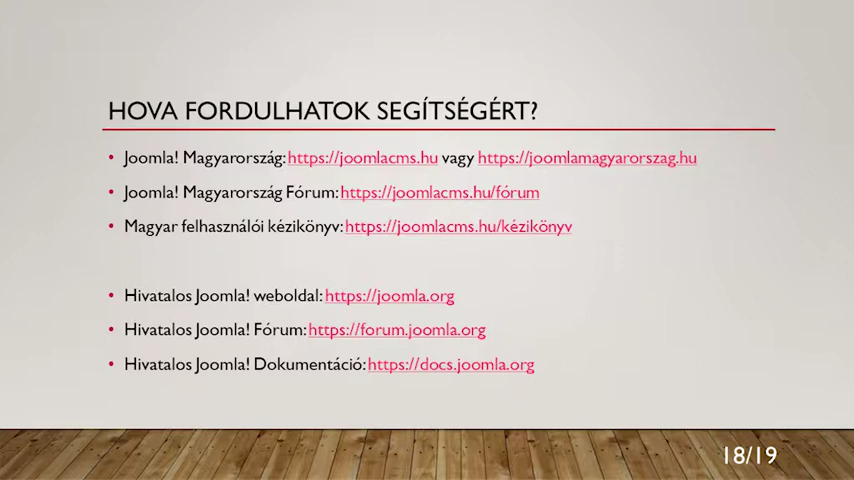 HOVA FORDULHATOK SEGÍTSÉGÉRT?
• Joomla! Magyarország: https://joomlacms.hu vagy https://joomlamagyarorszag.hu
• Joomla! Magyarország Fórum: https://joomlacms.hu/fórum
• Magyar felhasználói kézikönyv: https://joomlacms.hu/kézikönyv
• Hivatalos Joomla! weboldal: https://joomla.org
• Hivatalos Joomla! Fórum: https://forum.joomla.org
• Hivatalos Joomla! Dokumentáció: https://docs.joomla.org
18/19